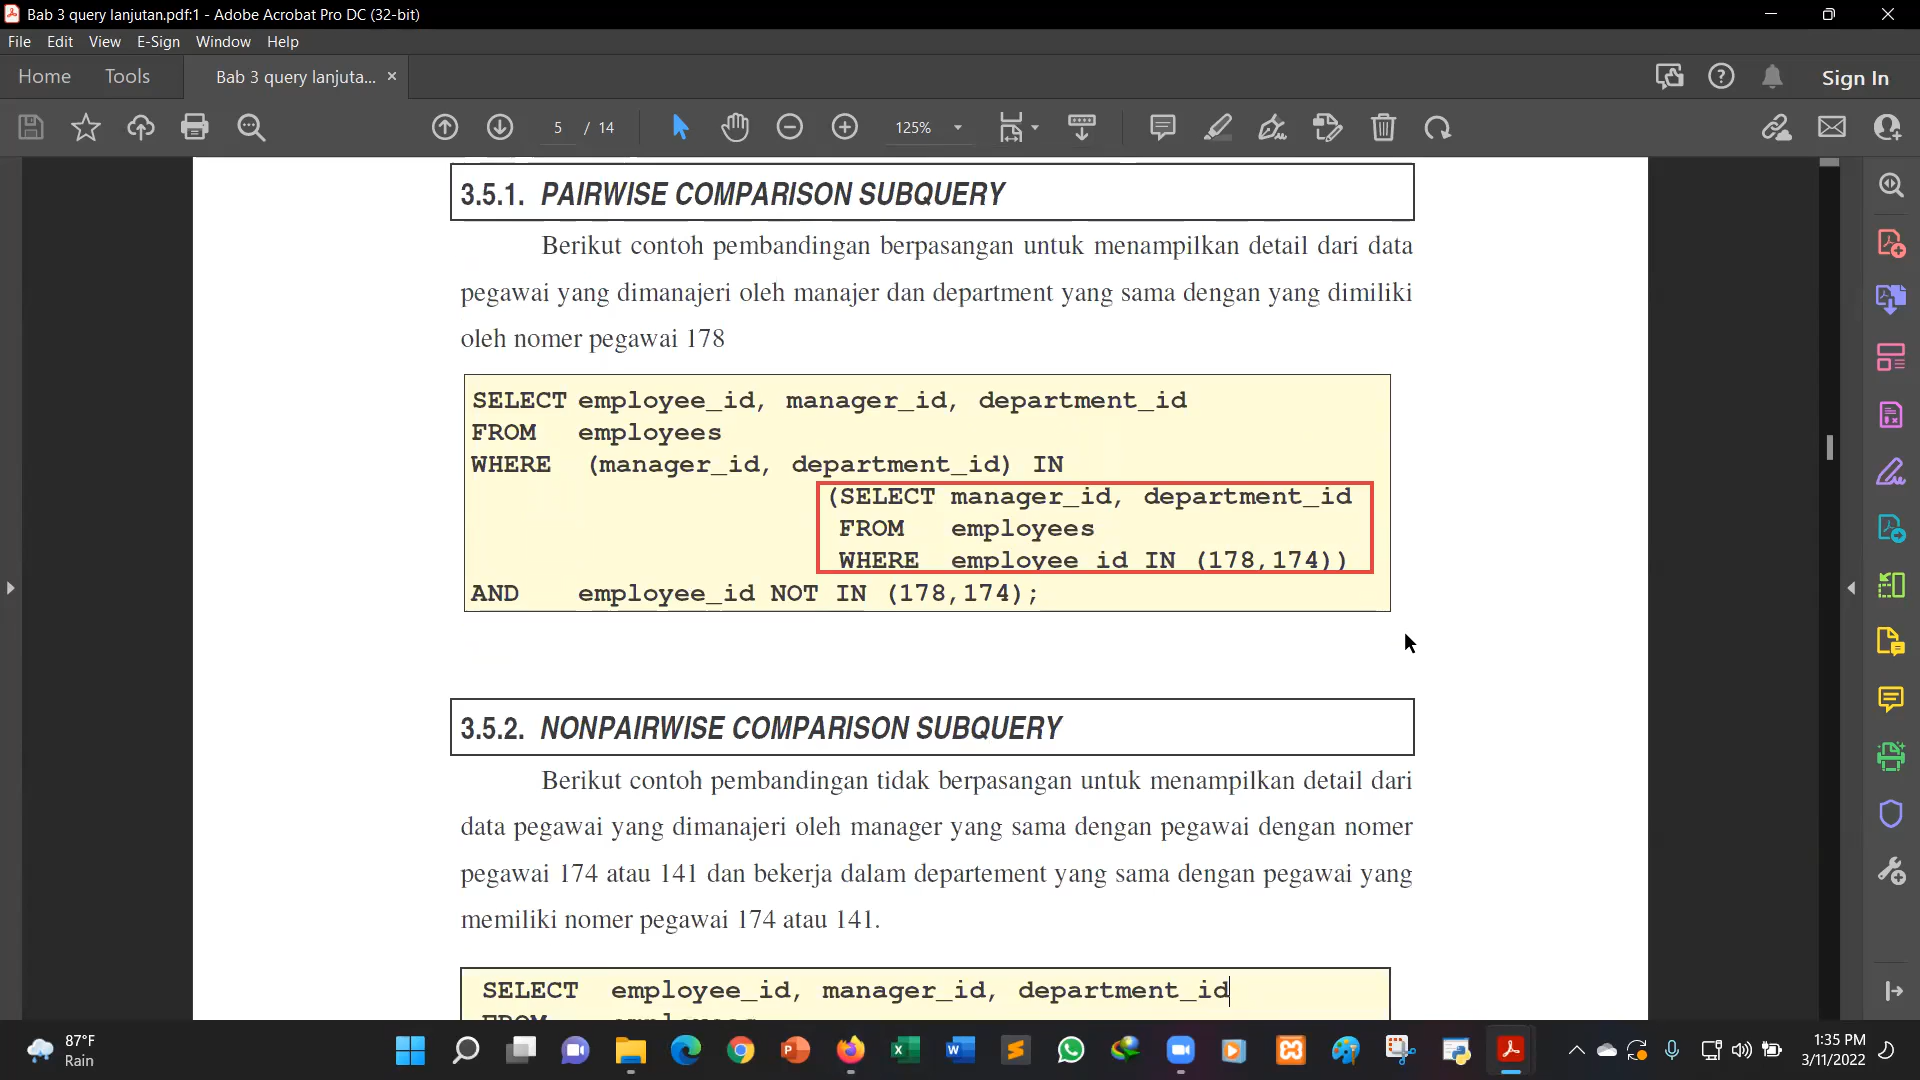 Bab 3 query lanjutan.pdf:1 - Adobe Acrobat Pro DC (32-bit)
File Edit View E-Sign Window Help
Home Tools Bab 3 query lanjuta... × Sign In
5 / 14 125%
3.5.1. PAIRWISE COMPARISON SUBQUERY
Berikut contoh pembandingan berpasangan untuk menampilkan detail dari data
pegawai yang dimanajeri oleh manajer dan department yang sama dengan yang dimiliki
oleh nomer pegawai 178
SELECT employee_id, manager_id, department_id
FROM employees
WHERE (manager_id, department_id) IN
(SELECT manager_id, department_id
FROM employees
WHERE employee_id IN (178,174))
AND employee_id NOT IN (178,174);
3.5.2. NONPAIRWISE COMPARISON SUBQUERY
Berikut contoh pembandingan tidak berpasangan untuk menampilkan detail dari
data pegawai yang dimanajeri oleh manager yang sama dengan pegawai dengan nomer
pegawai 174 atau 141 dan bekerja dalam departement yang sama dengan pegawai yang
memiliki nomer pegawai 174 atau 141.
SELECT employee_id, manager_id, department_id
87°F
Rain
1:35 PM
3/11/2022